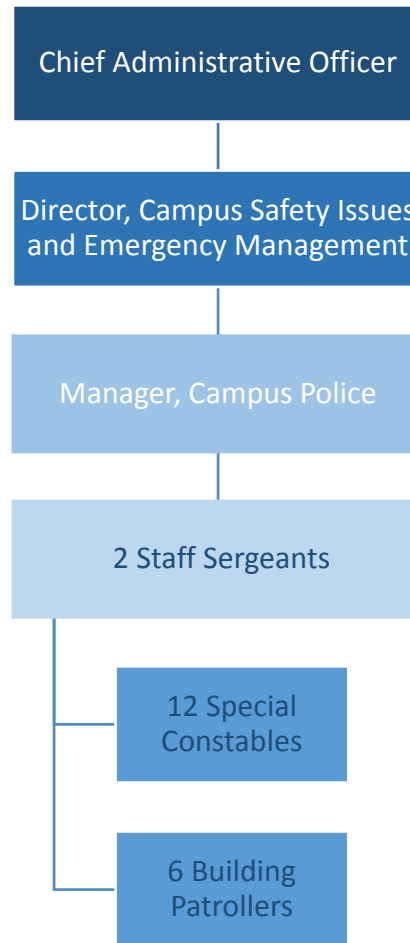 Chief Administrative Officer
Director, Campus Safety Issues
and Emergency Management
Manager, Campus Police
2 Staff Sergeants
12 Special
Constables
6 Building
Patrollers